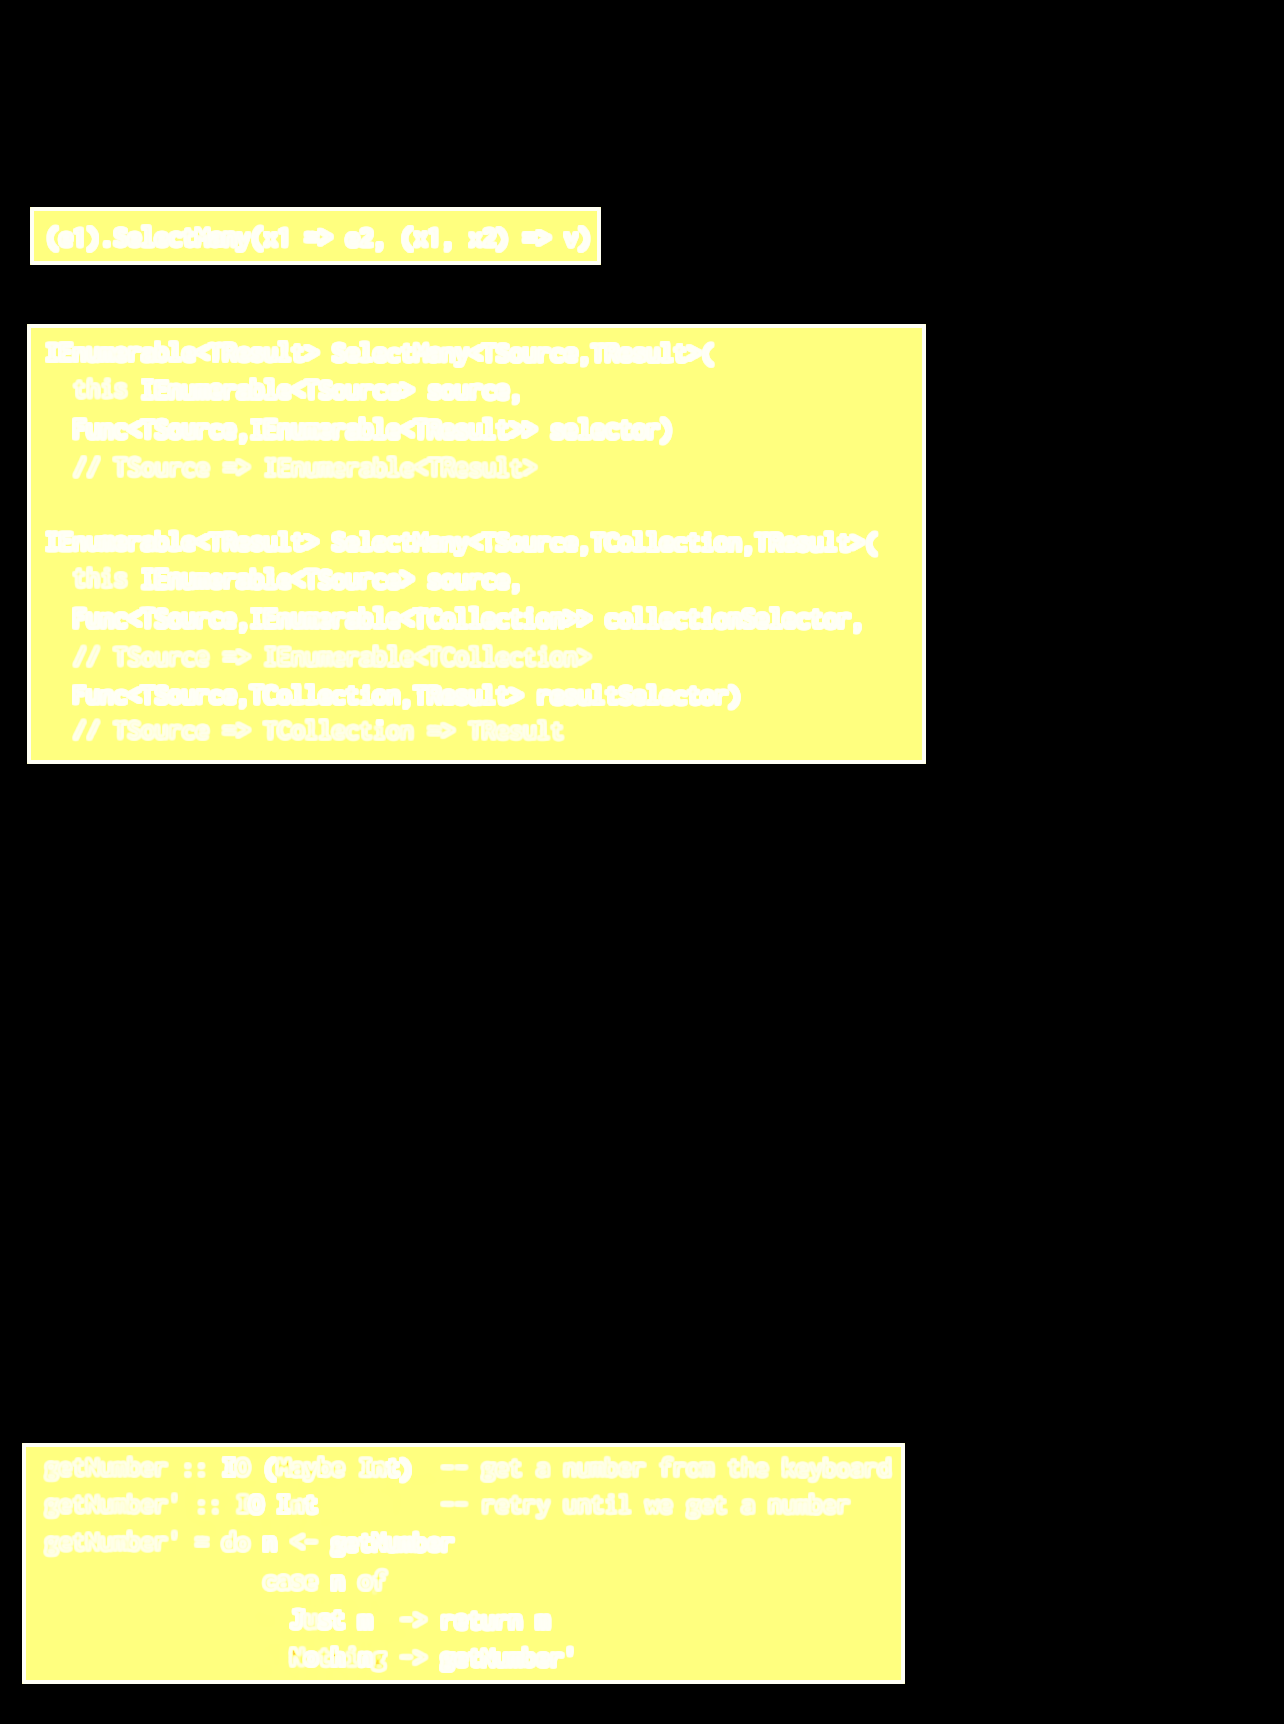 (e1).SelectMany(x1 => e2, (x1, x2) => v)
IEnumerable<TResult> SelectMany<TSource,TResult>(
this IEnumerable<TSource> source,
Func<TSource,IEnumerable<TResult>> selector)
// TSource => IEnumerable<TResult>
IEnumerable<TResult> SelectMany<TSource,TCollection,TResult>(
this IEnumerable<TSource> source,
Func<TSource,IEnumerable<TCollection>> collectionSelector,
// TSource => IEnumerable<TCollection>
Func<TSource,TCollection,TResult> resultSelector)
// TSource => TCollection => TResult
getNumber :: IO (Maybe Int) -- get a number from the keyboard
getNumber' :: IO Int -- retry until we get a number
getNumber' = do n <- getNumber
case n of
Just m -> return m
Nothing -> getNumber'